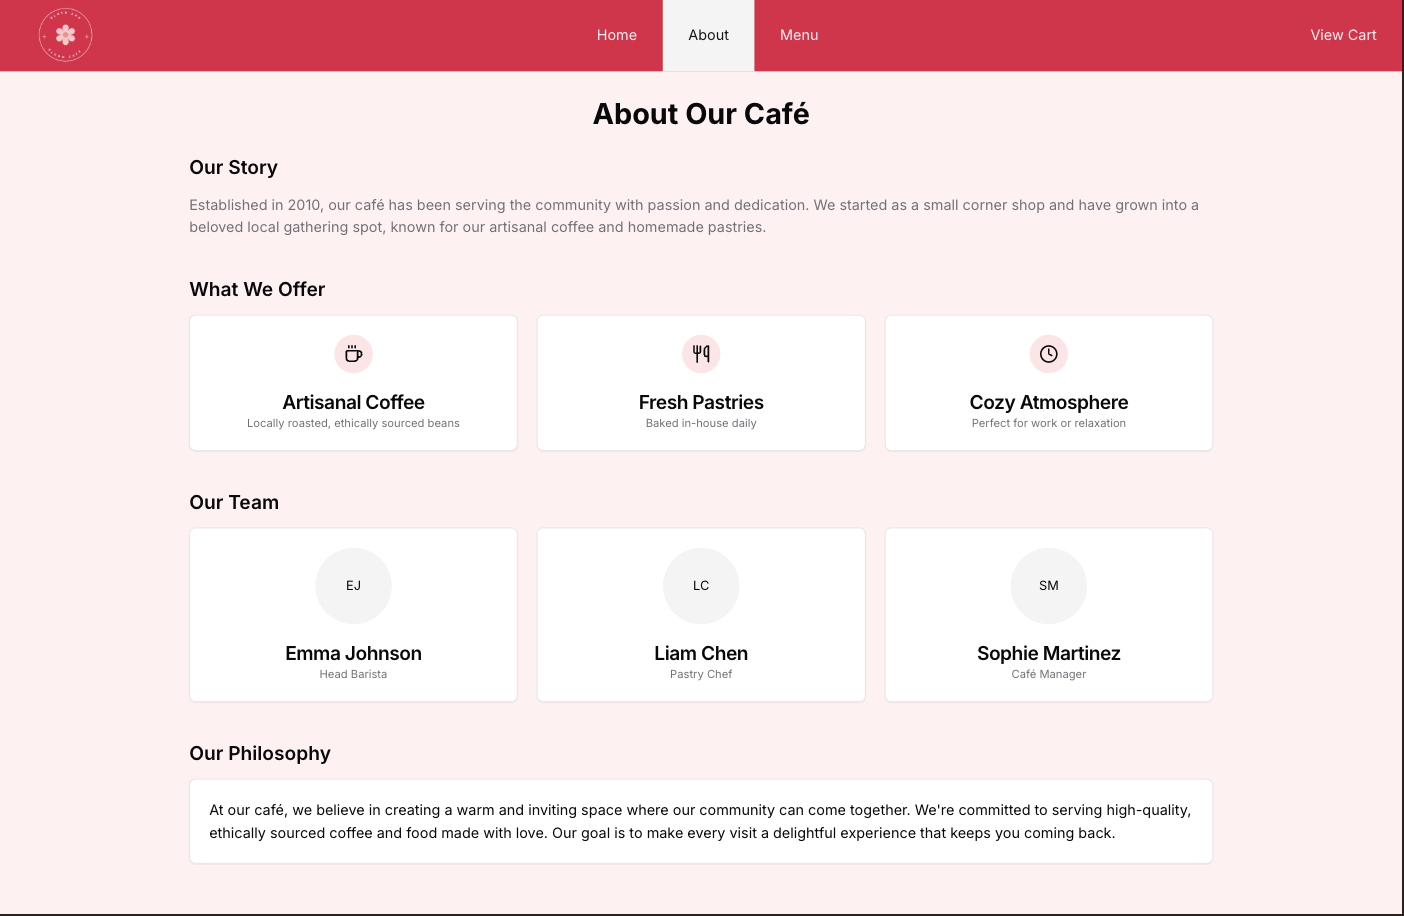 Home
About
Menu
View Cart
About Our Café
Our Story
Established in 2010, our café has been serving the community with passion and dedication. We started as a small corner shop and have grown into a
beloved local gathering spot, known for our artisanal coffee and homemade pastries.
What We Offer
Artisanal Coffee
Locally roasted, ethically sourced beans
Fresh Pastries
Baked in-house daily
Cozy Atmosphere
Perfect for work or relaxation
Our Team
EJ
Emma Johnson
Head Barista
LC
Liam Chen
Pastry Chef
SM
Sophie Martinez
Café Manager
Our Philosophy
At our café, we believe in creating a warm and inviting space where our community can come together. We're committed to serving high-quality,
ethically sourced coffee and food made with love. Our goal is to make every visit a delightful experience that keeps you coming back.